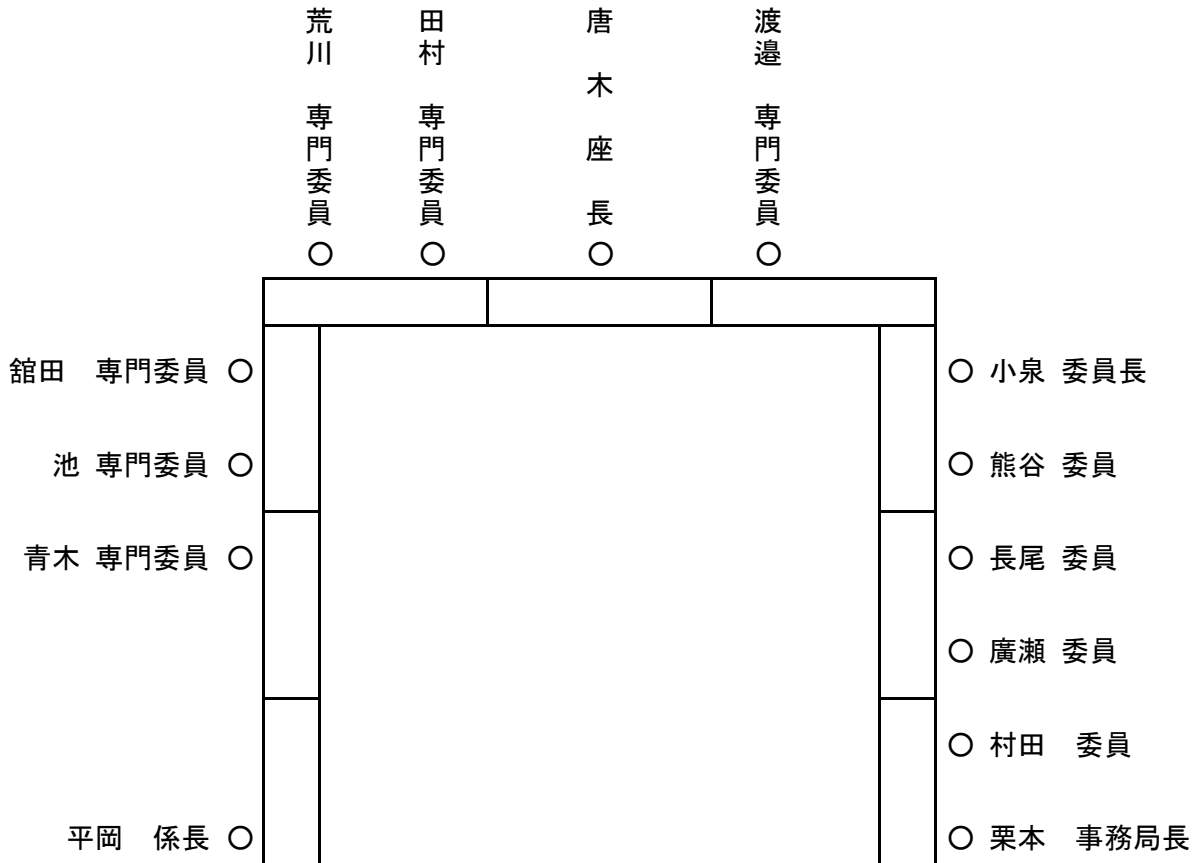 荒川 専門委員
田村 専門委員
唐木座長
渡邉 専門委員
舘田 専門委員
池 専門委員
青木 専門委員
平岡 係長
小泉 委員長
熊谷 委員
長尾 委員
廣瀬 委員
村田 委員
栗本 事務局長